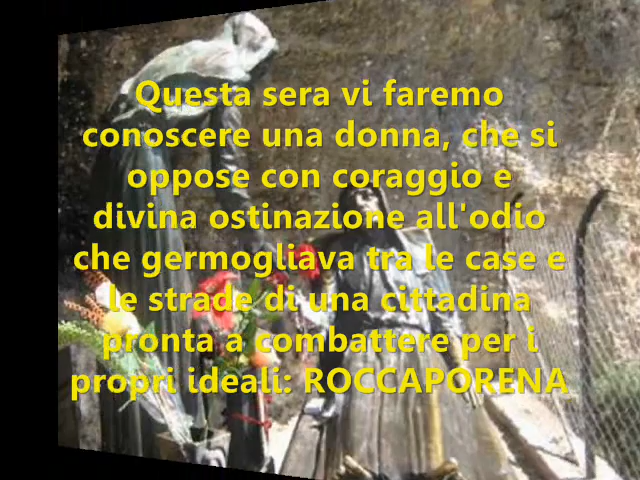 Questa sera vi faremo
conoscere una donna, che si
oppose con coraggio e
divina ostinazione all'odio
che germogliava tra le case e
le strade di una cittadina
pronta a combattere per i
propri ideali: ROCCAPORENA